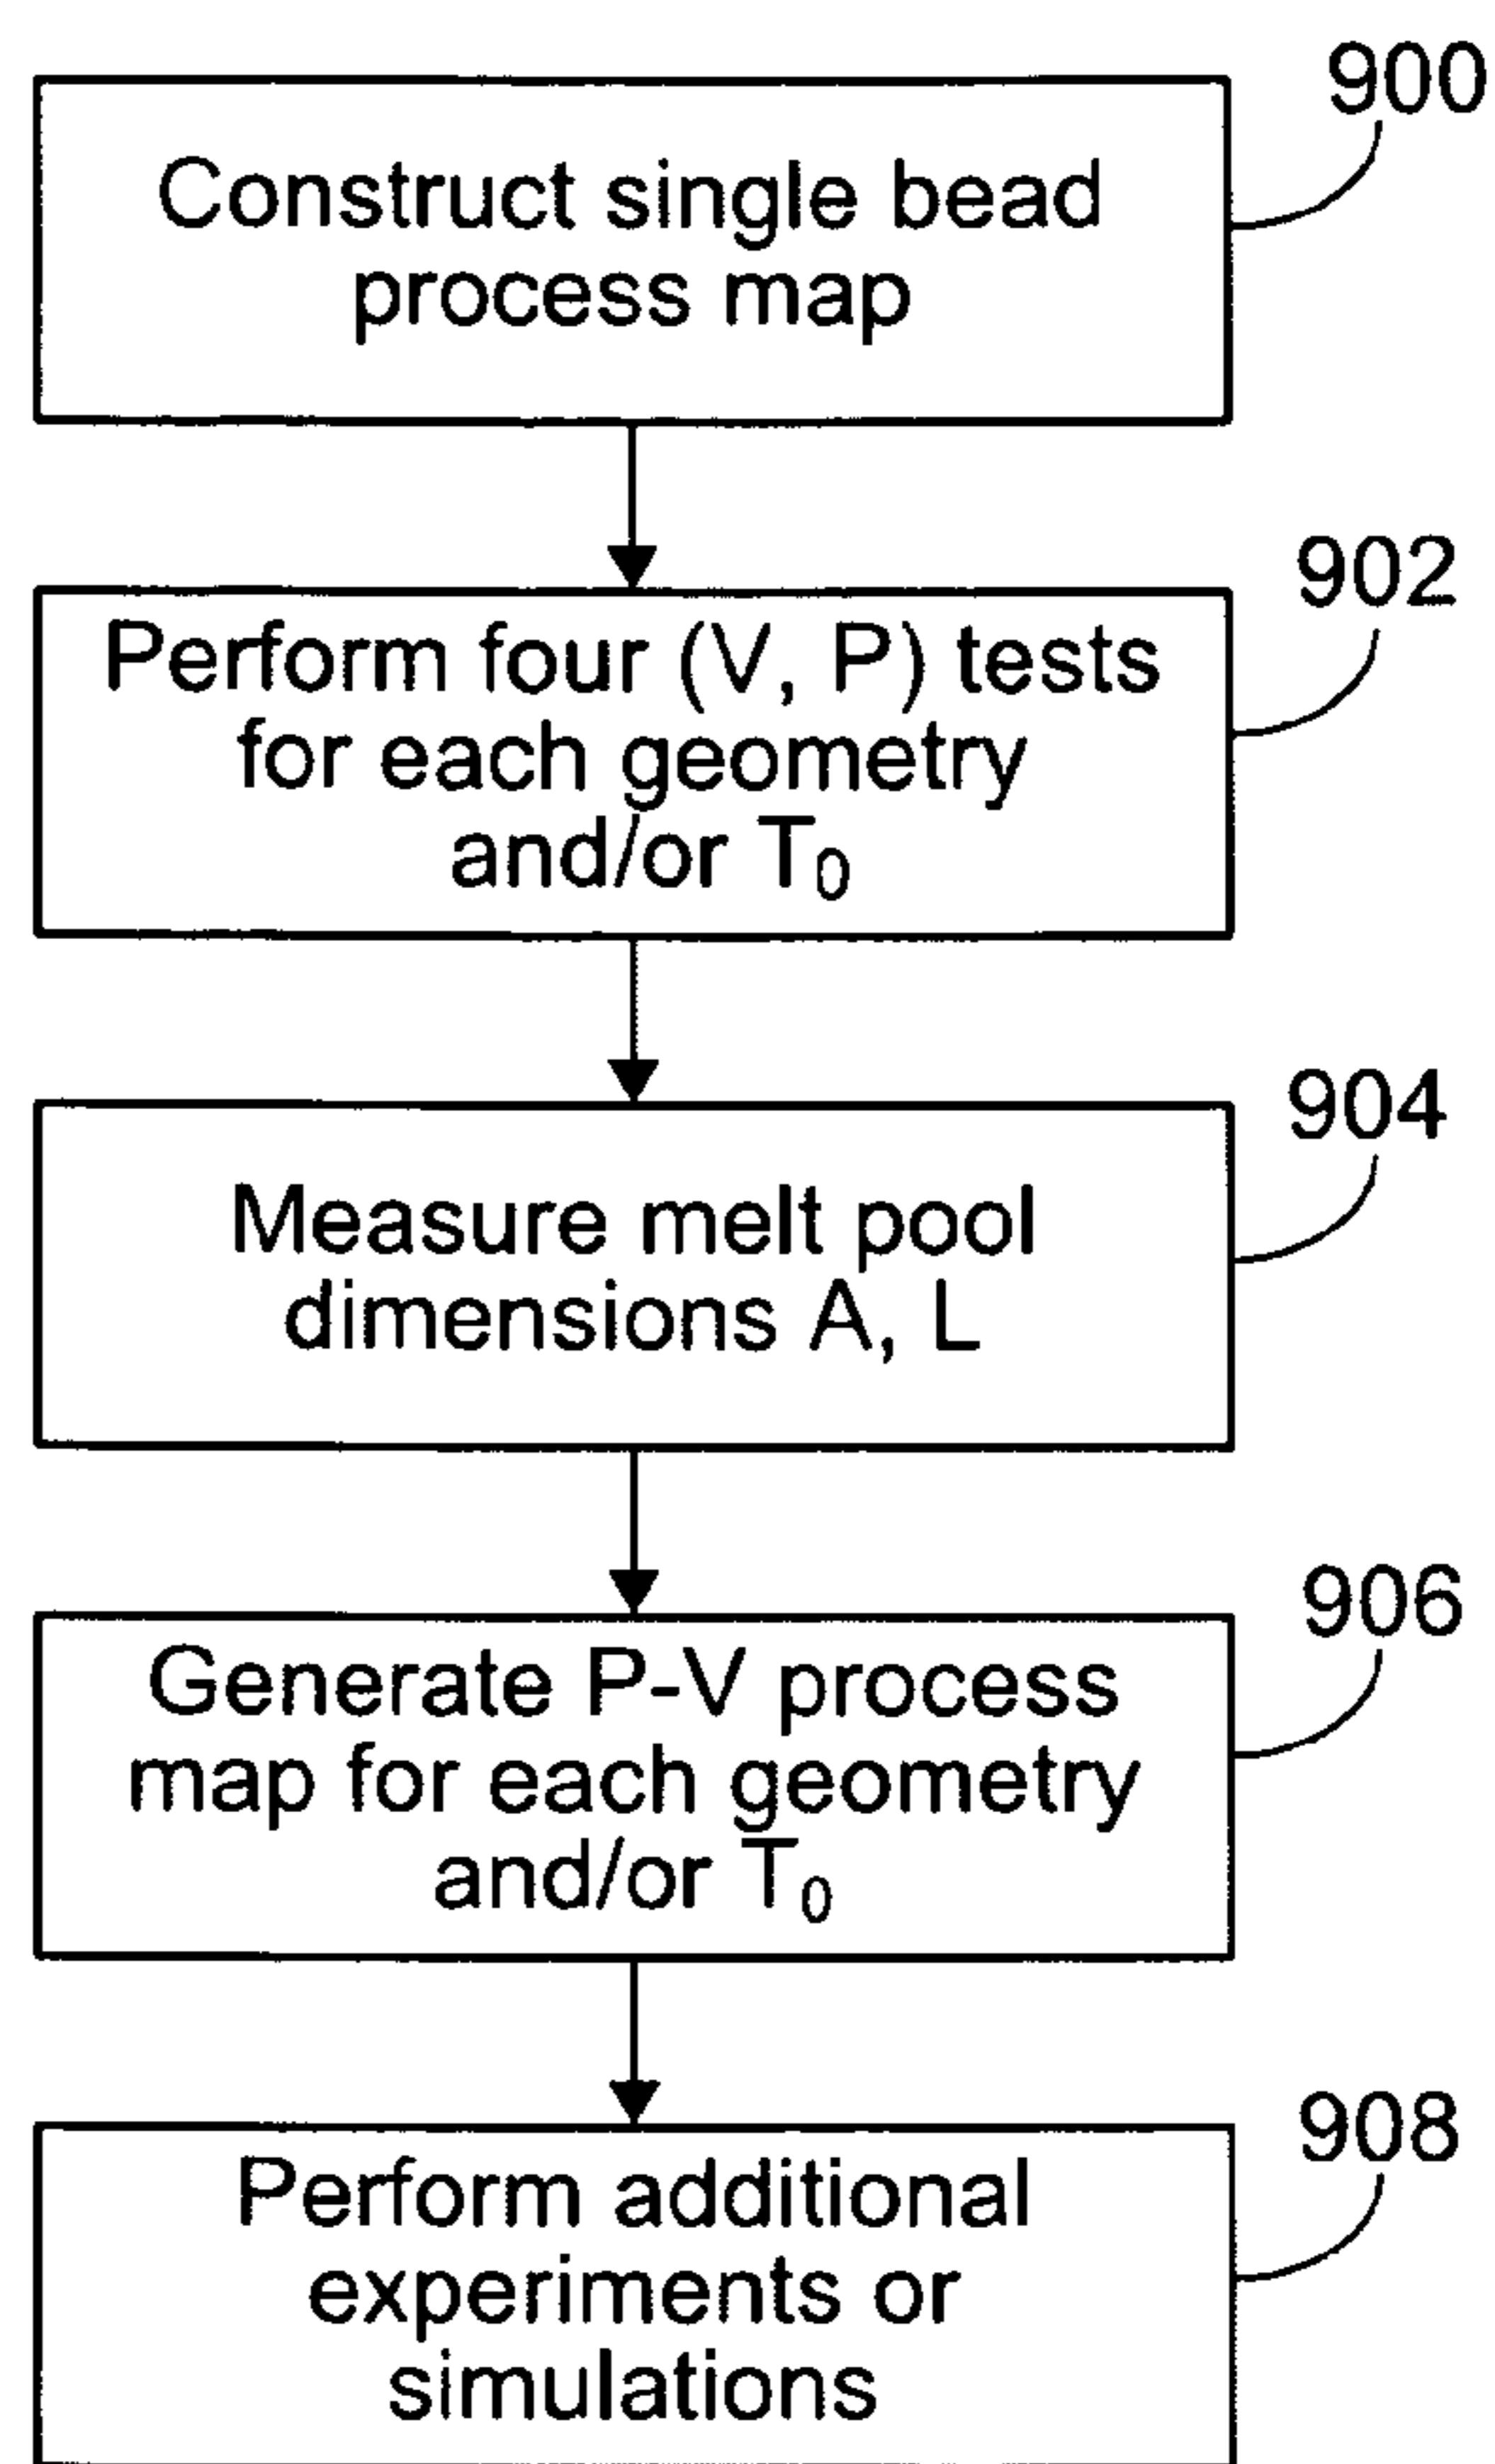 900
Construct single bead
process map
902
Perform four (V, P) tests
for each geometry
and/or T₀
904
Measure melt pool
dimensions A, L
906
Generate P-V process
map for each geometry
and/or T₀
908
Perform additional
experiments or
simulations